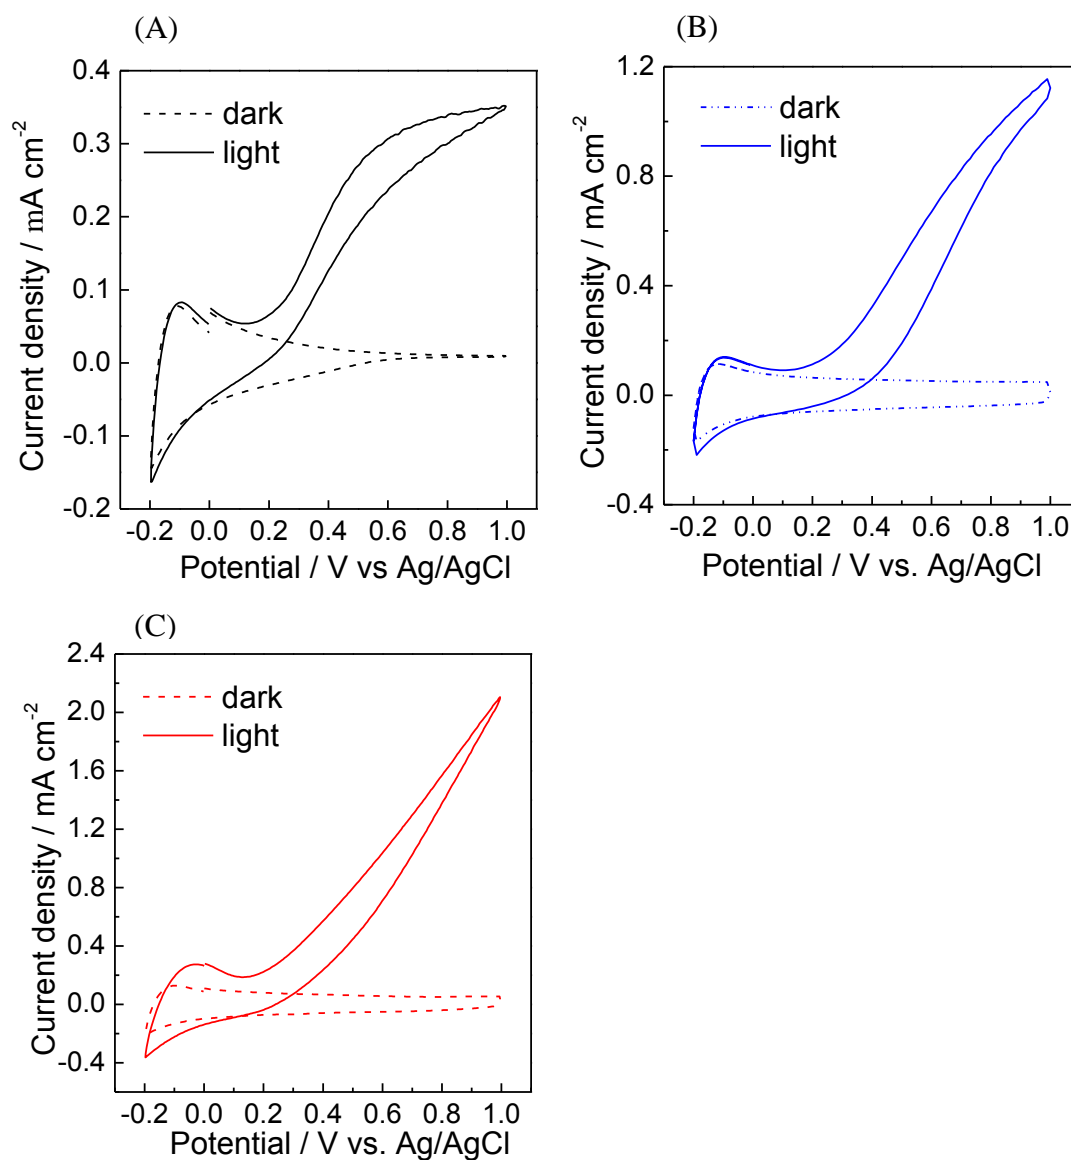 (A)
0.4
0.3
0.2
0.1
0.0
-0.1
-0.2
Current density / mA cm-2
dark
light
-0.2 0.0 0.2 0.4 0.6 0.8 1.0
Potential / V vs Ag/AgCl
(B)
1.2
0.8
0.4
0.0
-0.4
Current density / mA cm-2
dark
light
-0.2 0.0 0.2 0.4 0.6 0.8 1.0
Potential / V vs. Ag/AgCl
(C)
2.4
2.0
1.6
1.2
0.8
0.4
0.0
-0.4
Current density / mA cm-2
dark
light
-0.2 0.0 0.2 0.4 0.6 0.8 1.0
Potential / V vs. Ag/AgCl